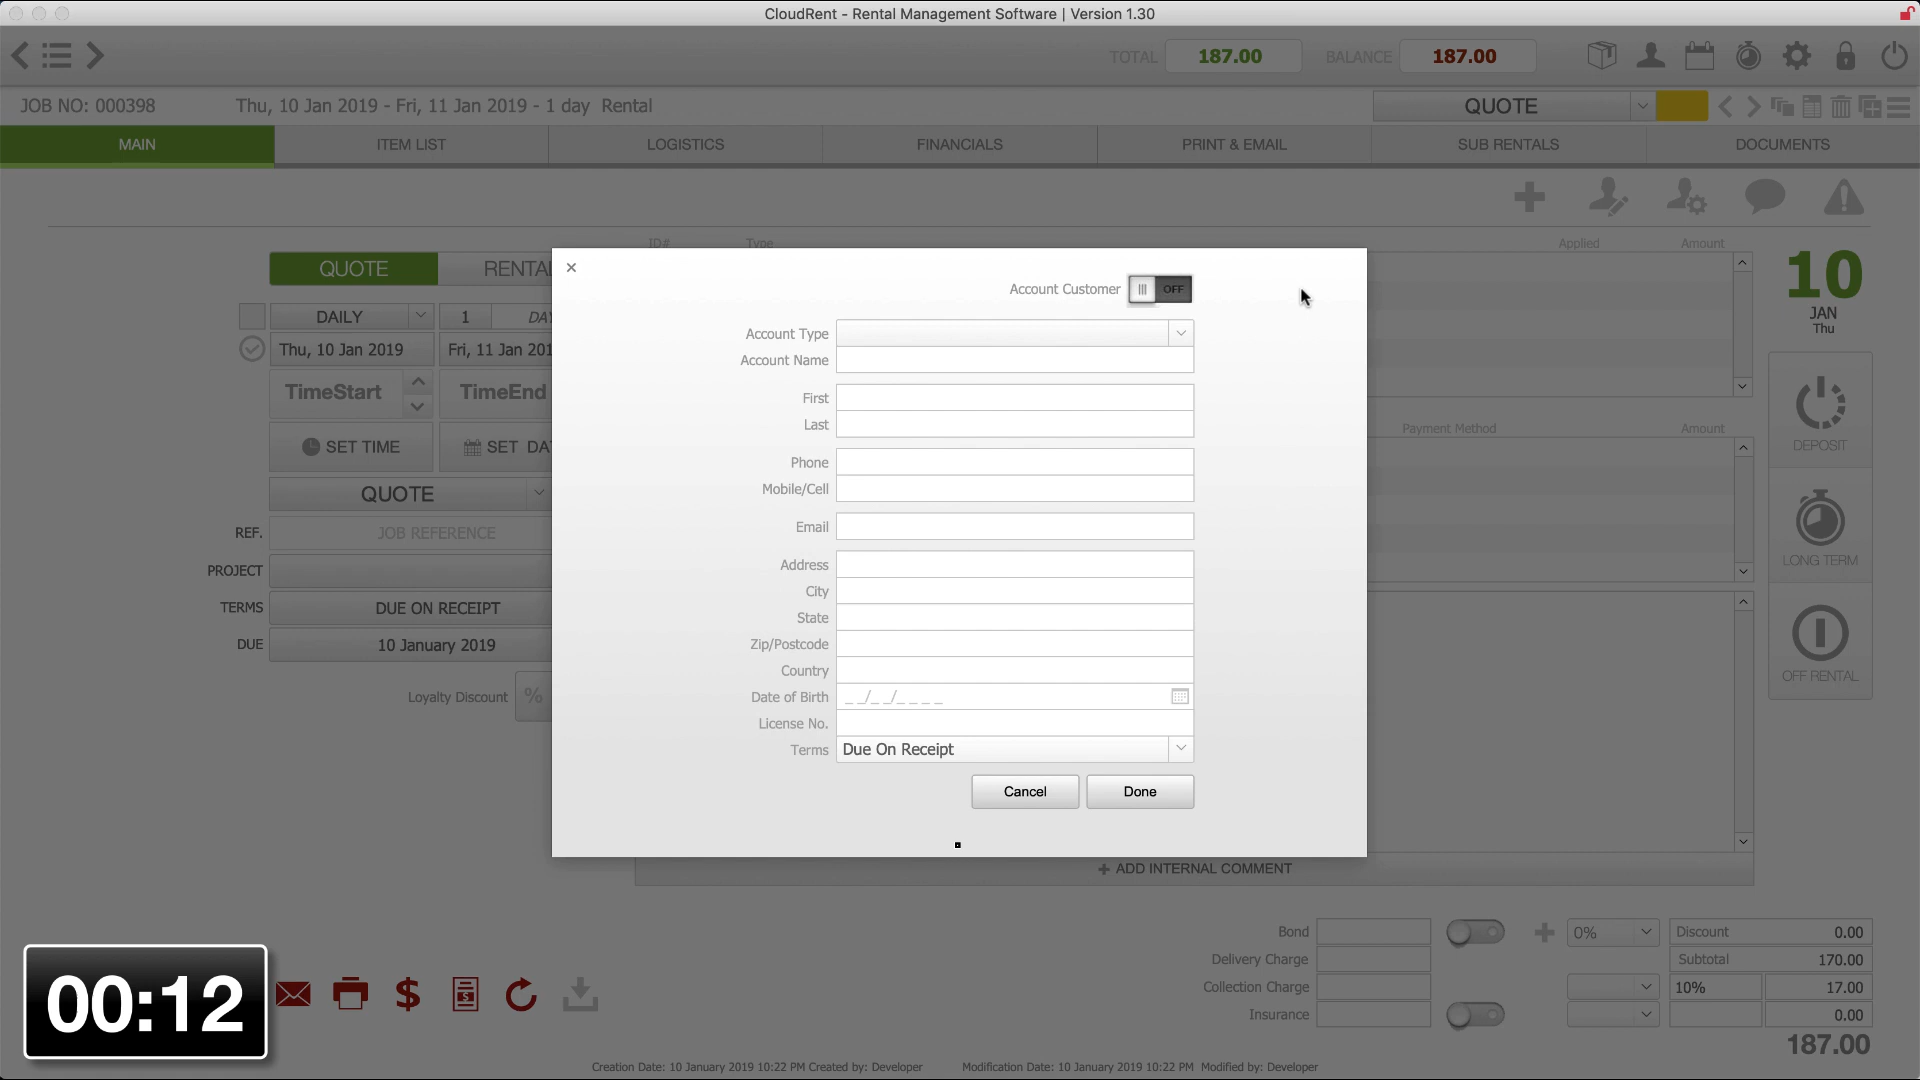 CloudRent - Rental Management Software | Version 1.30
TOTAL 187.00 BALANCE 187.00
JOB NO: 000398 Thu, 10 Jan 2019 - Fri, 11 Jan 2019 - 1 day Rental QUOTE
MAIN ITEM LIST LOGISTICS FINANCIALS PRINT & EMAIL SUB RENTALS DOCUMENTS
ID# Type Applied Amount
QUOTE RENTAL
10
JAN
Thu
Account Customer OFF
DAILY 1 DAY
Thu, 10 Jan 2019 Fri, 11 Jan 201
TimeStart TimeEnd
SET TIME SET DA
QUOTE
REF. JOB REFERENCE
PROJECT
TERMS DUE ON RECEIPT
DUE 10 January 2019
Loyalty Discount %
Account Type
Account Name
First
Last
Phone
Mobile/Cell
Email
Address
City
State
Zip/Postcode
Country
Date of Birth _ _/_ _/_ _ _ _
License No.
Terms Due On Receipt
Cancel Done
Payment Method Amount
DEPOSIT
LONG TERM
OFF RENTAL
+ ADD INTERNAL COMMENT
Bond 0% Discount 0.00
Delivery Charge Subtotal 170.00
Collection Charge 10% 17.00
Insurance 0.00
187.00
00:12
$
Creation Date: 10 January 2019 10:22 PM Created by: Developer Modification Date: 10 January 2019 10:22 PM Modified by: Developer